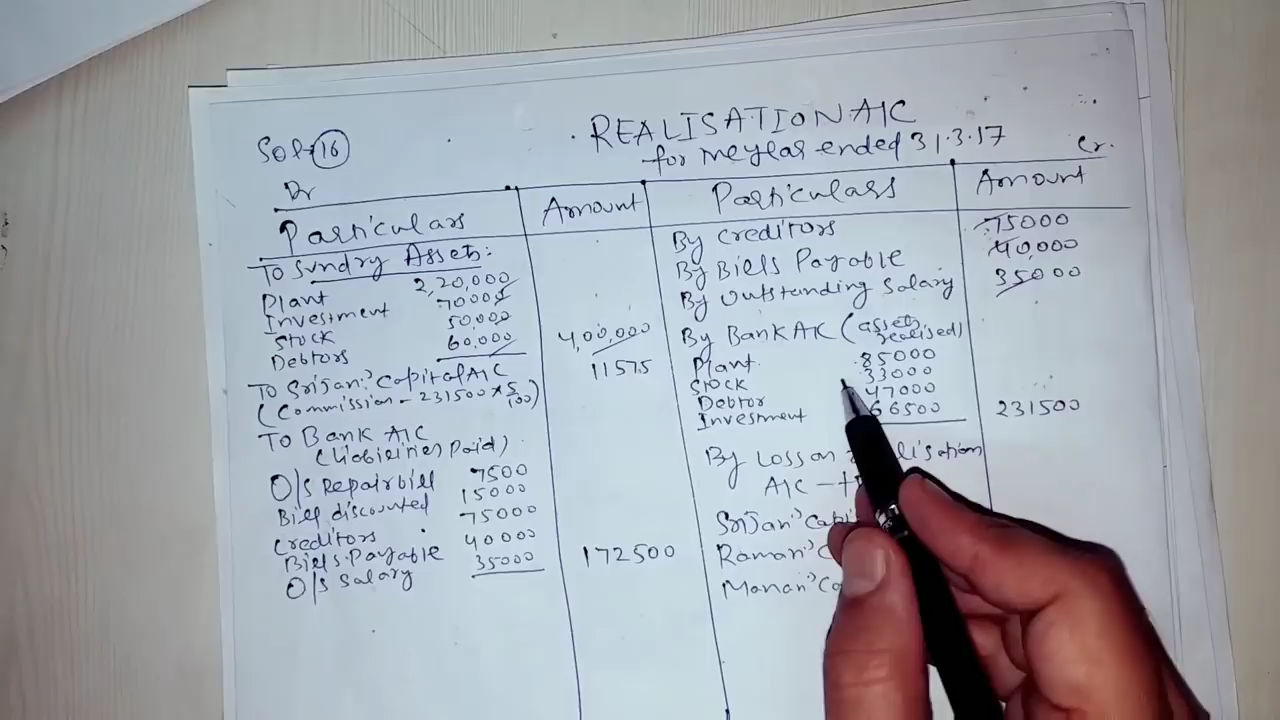 Sol-16
REALISATION A/C
for the year ended 31.3.17
Dr
Cr.
Particulars Amount
To Sundry Assets:
Plant 2,20,000
Investment 70000
Stock 50,000
Debtors 60,000 4,00,000
To Srijan's Capital A/C 11575
(Commission - 231500 × 5/100)
To Bank A/C
(Liabilities Paid)
O/S Repair bill 7500
Bill discounted 15000
Creditors 75000
Bills Payable 40000
O/S Salary 35000 172500
Particulars Amount
By Creditors 75000
By Bills Payable 40,000
By Outstanding Salary 35000
By Bank A/C (assets realised)
Plant 85000
Stock 33000
Debtor 47000
Investment 66500 231500
By Loss on
A/C -
Srijan's
Raman's
Manan's